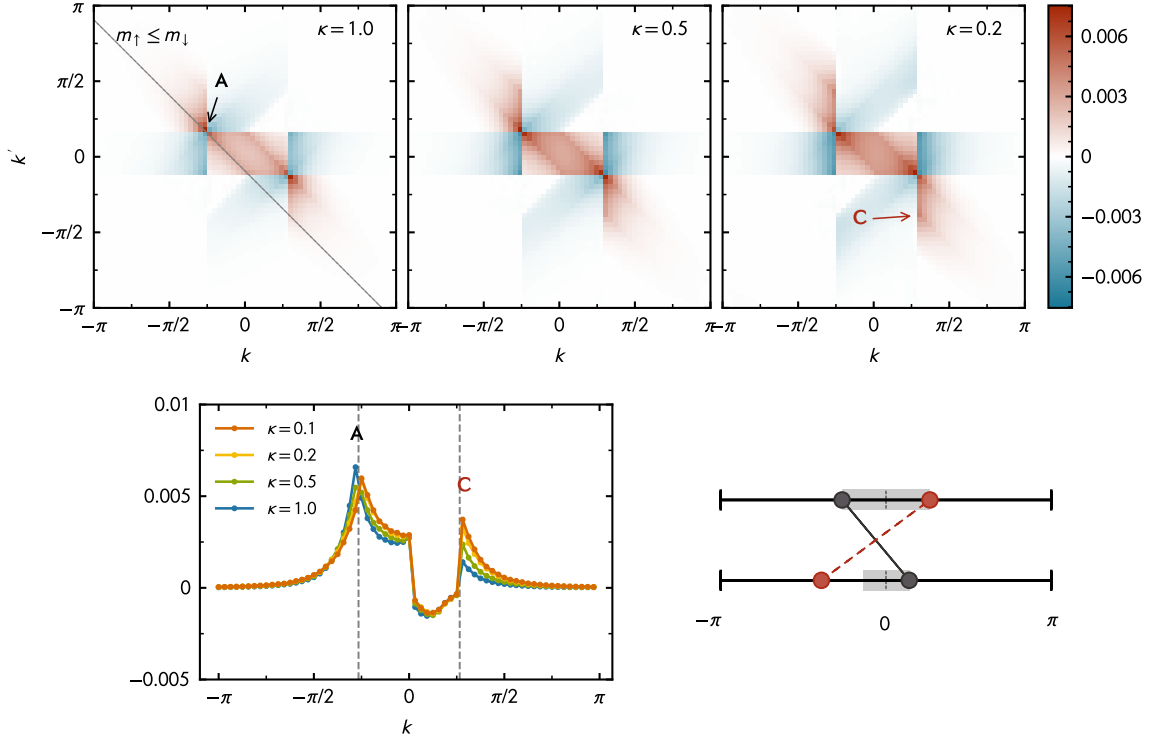 π
π/2
0
−π/2
−π
k′
m↑ ≤ m↓
A
κ = 1.0
−π
−π/2
0
π/2
π
k
κ = 0.5
−π
−π/2
0
π/2
π
k
κ = 0.2
C
−π
−π/2
0
π/2
π
k
0.006
0.003
0
−0.003
−0.006
0.01
0.005
0
−0.005
κ = 0.1
κ = 0.2
κ = 0.5
κ = 1.0
A
C
−π
−π/2
0
π/2
π
k
−π
0
π